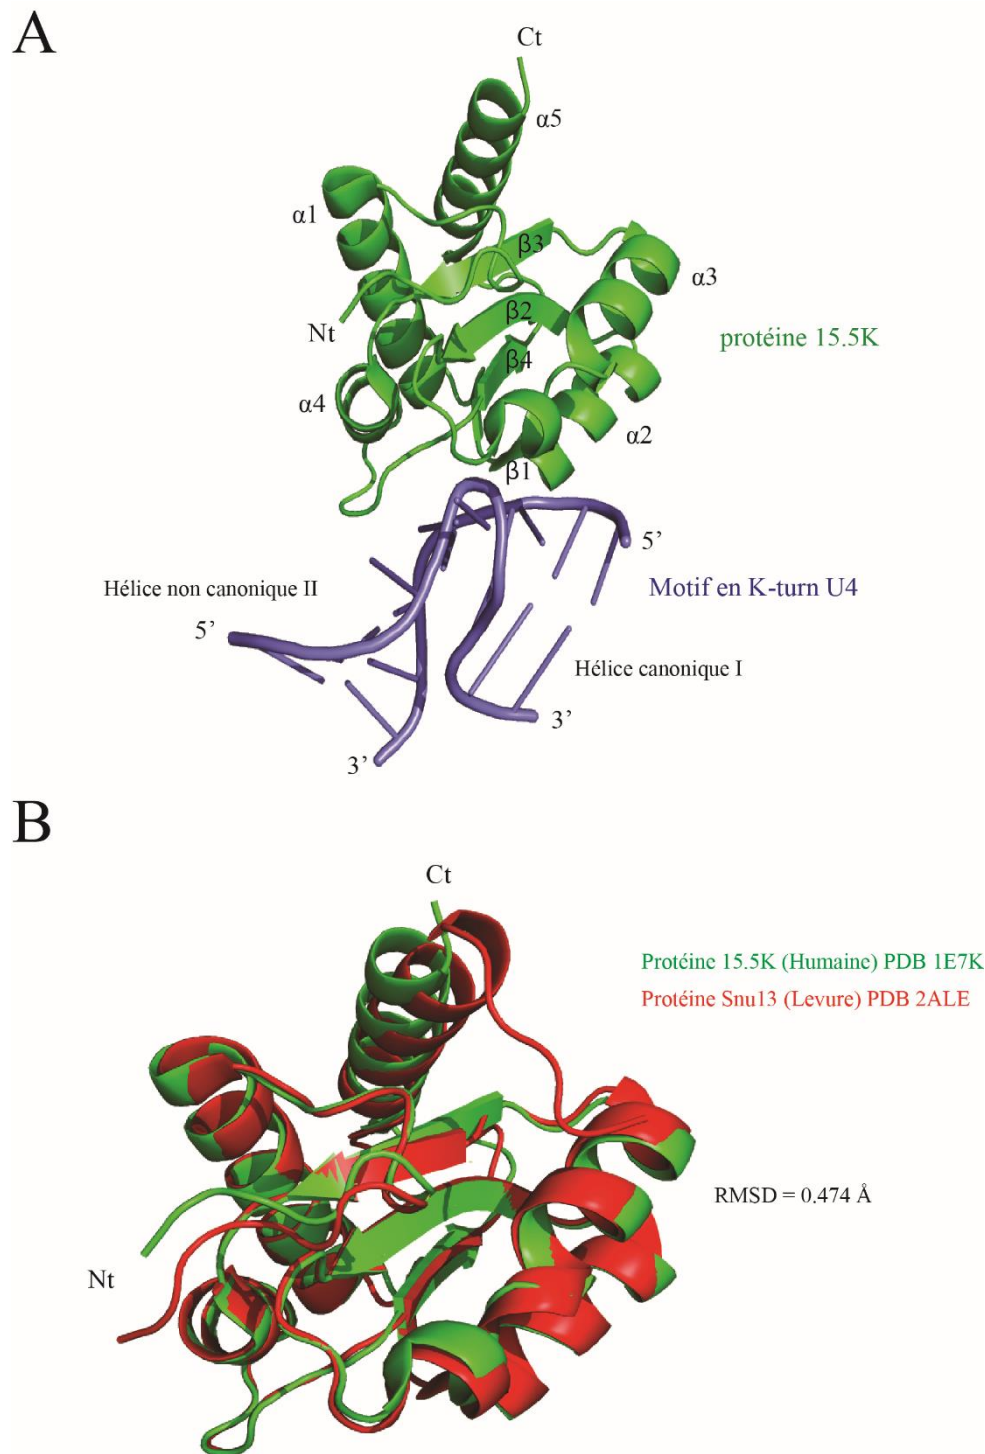 A
Ct
α5
α1
β3
α3
Nt
β2
protéine 15.5K
β4
α4
α2
β1
5’
Hélice non canonique II
Motif en K-turn U4
5’
Hélice canonique I
3’
3’
B
Ct
Protéine 15.5K (Humaine) PDB 1E7K
Protéine Snu13 (Levure) PDB 2ALE
RMSD = 0.474 Å
Nt